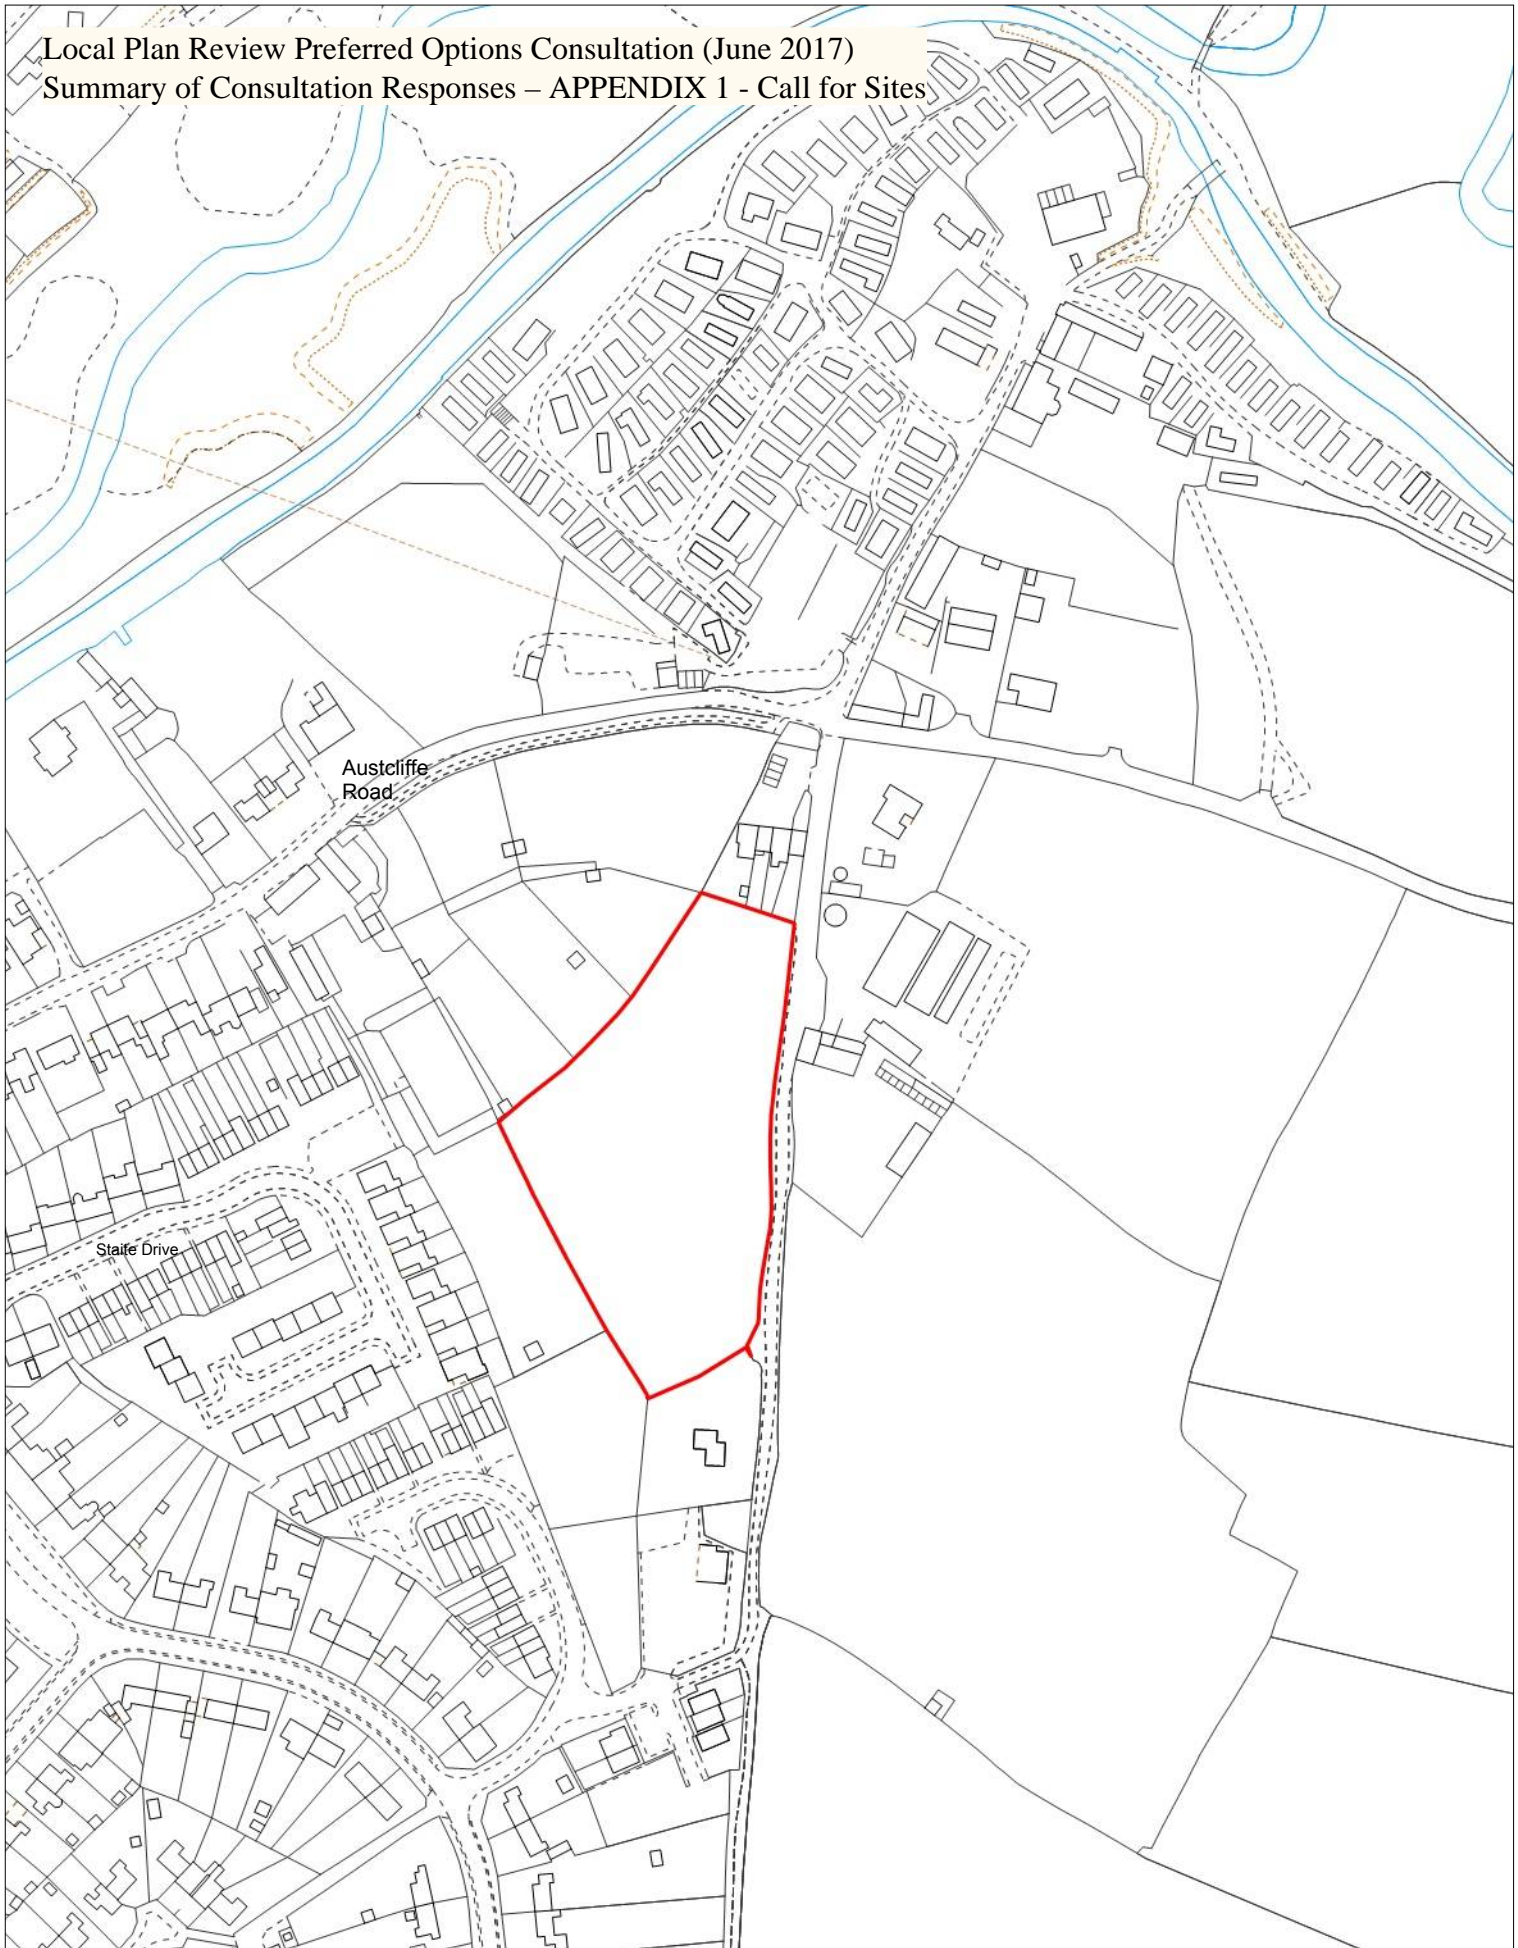 Local Plan Review Preferred Options Consultation (June 2017)
Summary of Consultation Responses – APPENDIX 1 - Call for Sites
Austcliffe
Road
Staite Drive